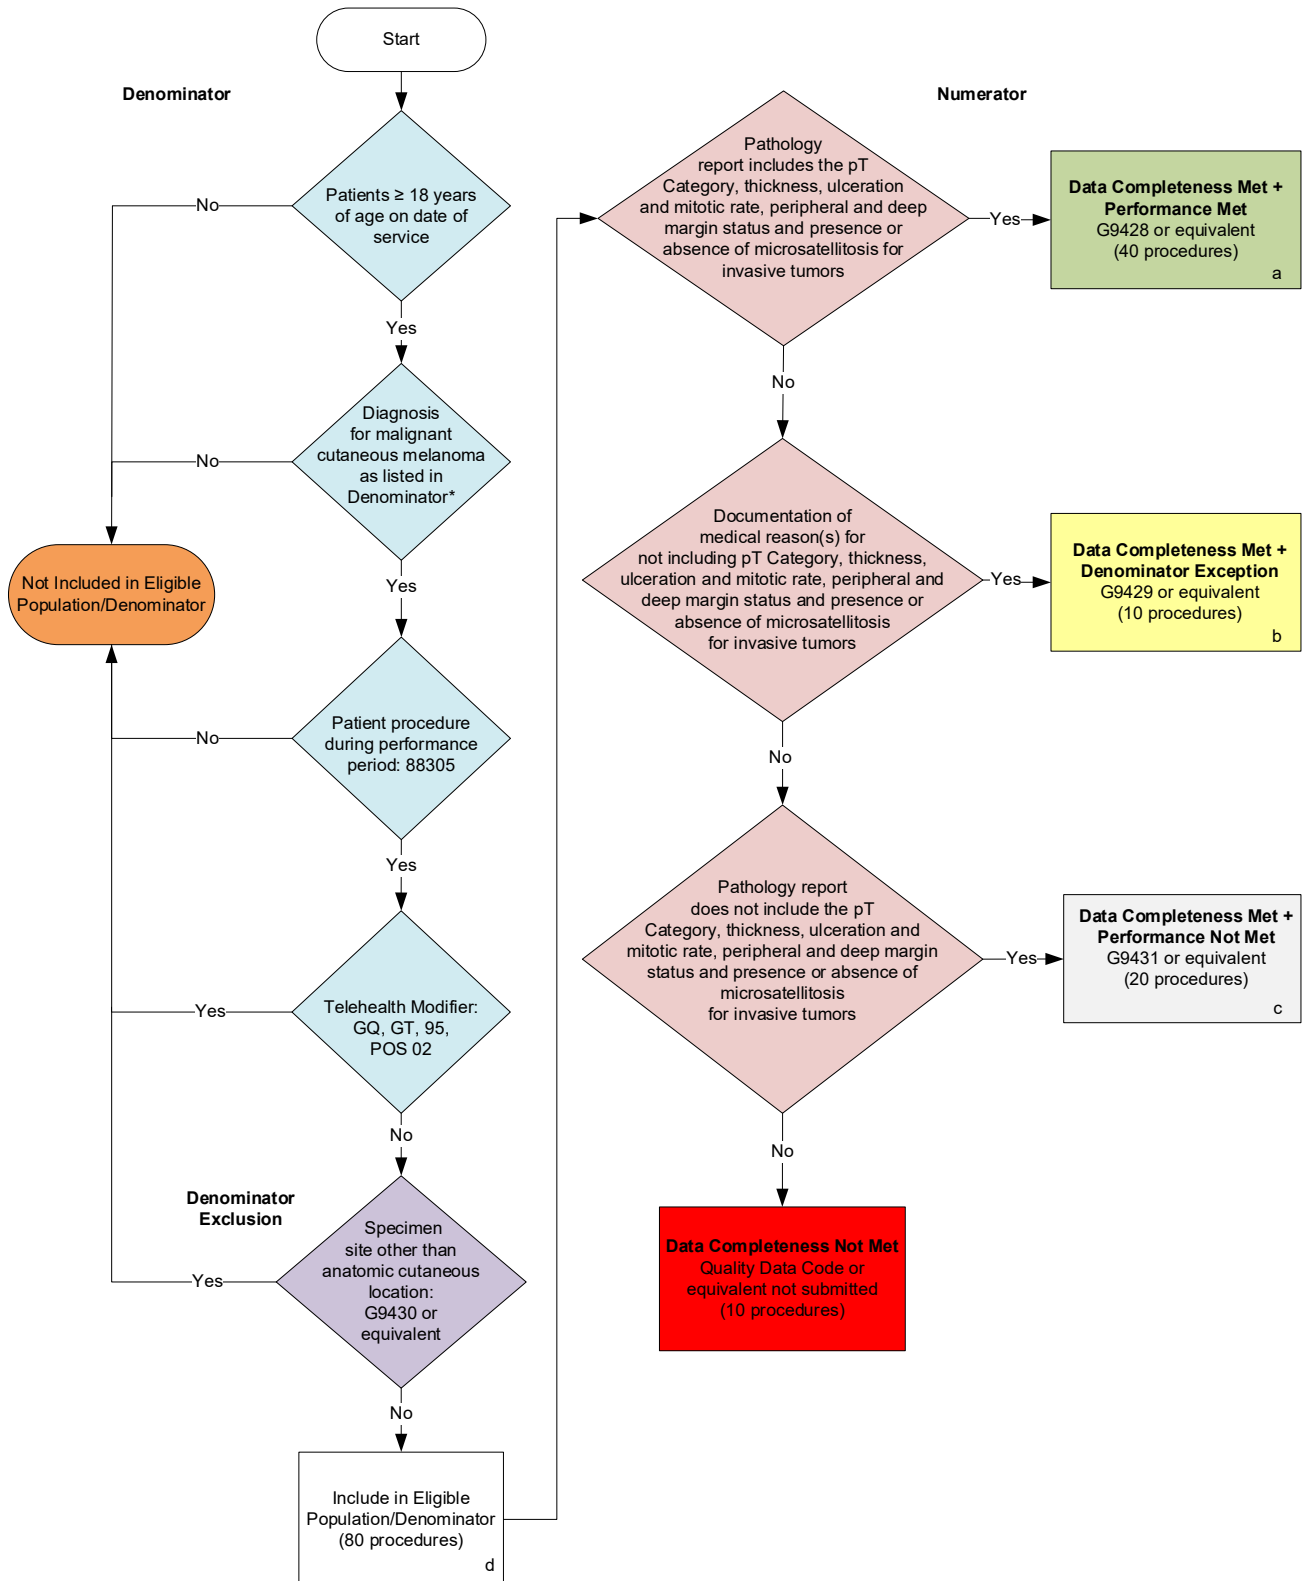 Start
Denominator
Patients ≥ 18 years
of age on date of
service
No
Yes
Diagnosis
for malignant
cutaneous melanoma
as listed in
Denominator*
No
Not Included in Eligible
Population/Denominator
Yes
Patient procedure
during performance
period: 88305
No
Yes
Telehealth Modifier:
GQ, GT, 95,
POS 02
Yes
No
Denominator
Exclusion
Specimen
site other than
anatomic cutaneous
location:
G9430 or
equivalent
Yes
No
Include in Eligible
Population/Denominator
(80 procedures)
d
Numerator
Pathology
report includes the pT
Category, thickness, ulceration
and mitotic rate, peripheral and deep
margin status and presence or
absence of microsatellitosis for
invasive tumors
Yes
Data Completeness Met +
Performance Met
G9428 or equivalent
(40 procedures)
a
No
Documentation of
medical reason(s) for
not including pT Category, thickness,
ulceration and mitotic rate, peripheral and
deep margin status and presence or
absence of microsatellitosis
for invasive tumors
Yes
Data Completeness Met +
Denominator Exception
G9429 or equivalent
(10 procedures)
b
No
Pathology report
does not include the pT
Category, thickness, ulceration and
mitotic rate, peripheral and deep margin
status and presence or absence of
microsatellitosis
for invasive tumors
Yes
Data Completeness Met +
Performance Not Met
G9431 or equivalent
(20 procedures)
c
No
Data Completeness Not Met
Quality Data Code or
equivalent not submitted
(10 procedures)